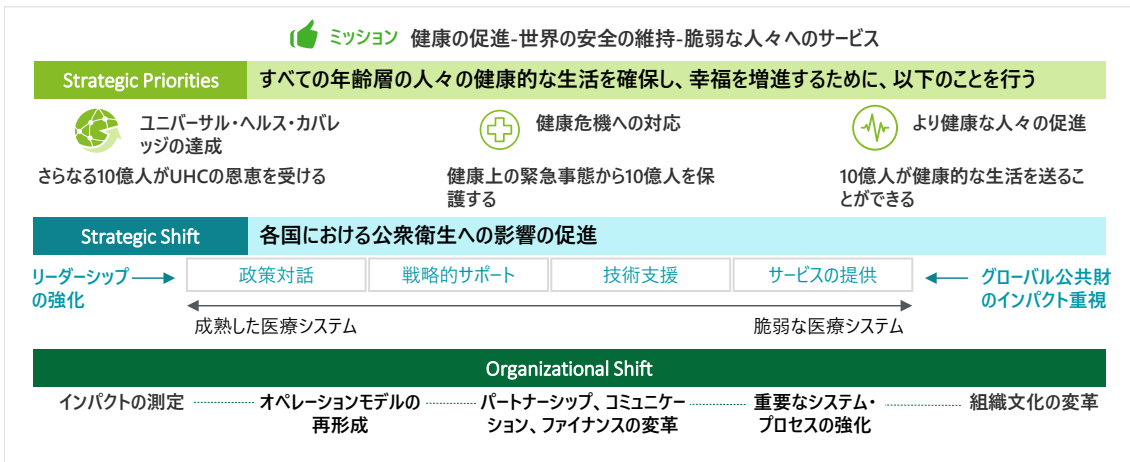 ミッション 健康の促進-世界の安全の維持-脆弱な人々へのサービス
Strategic Priorities すべての年齢層の人々の健康的な生活を確保し、幸福を増進するために、以下のことを行う
ユニバーサル・ヘルス・カバレ
ッジの達成
さらなる10億人がUHCの恩恵を受ける
健康危機への対応
健康上の緊急事態から10億人を保
護する
より健康な人々の促進
10億人が健康的な生活を送るこ
とができる
Strategic Shift 各国における公衆衛生への影響の促進
リーダーシップ
の強化
政策対話 戦略的サポート 技術支援 サービスの提供
グローバル公共財
のインパクト重視
成熟した医療システム 脆弱な医療システム
Organizational Shift
インパクトの測定
オペレーションモデルの
再形成
パートナーシップ、コミュニケー
ション、ファイナンスの変革
重要なシステム・
プロセスの強化
組織文化の変革